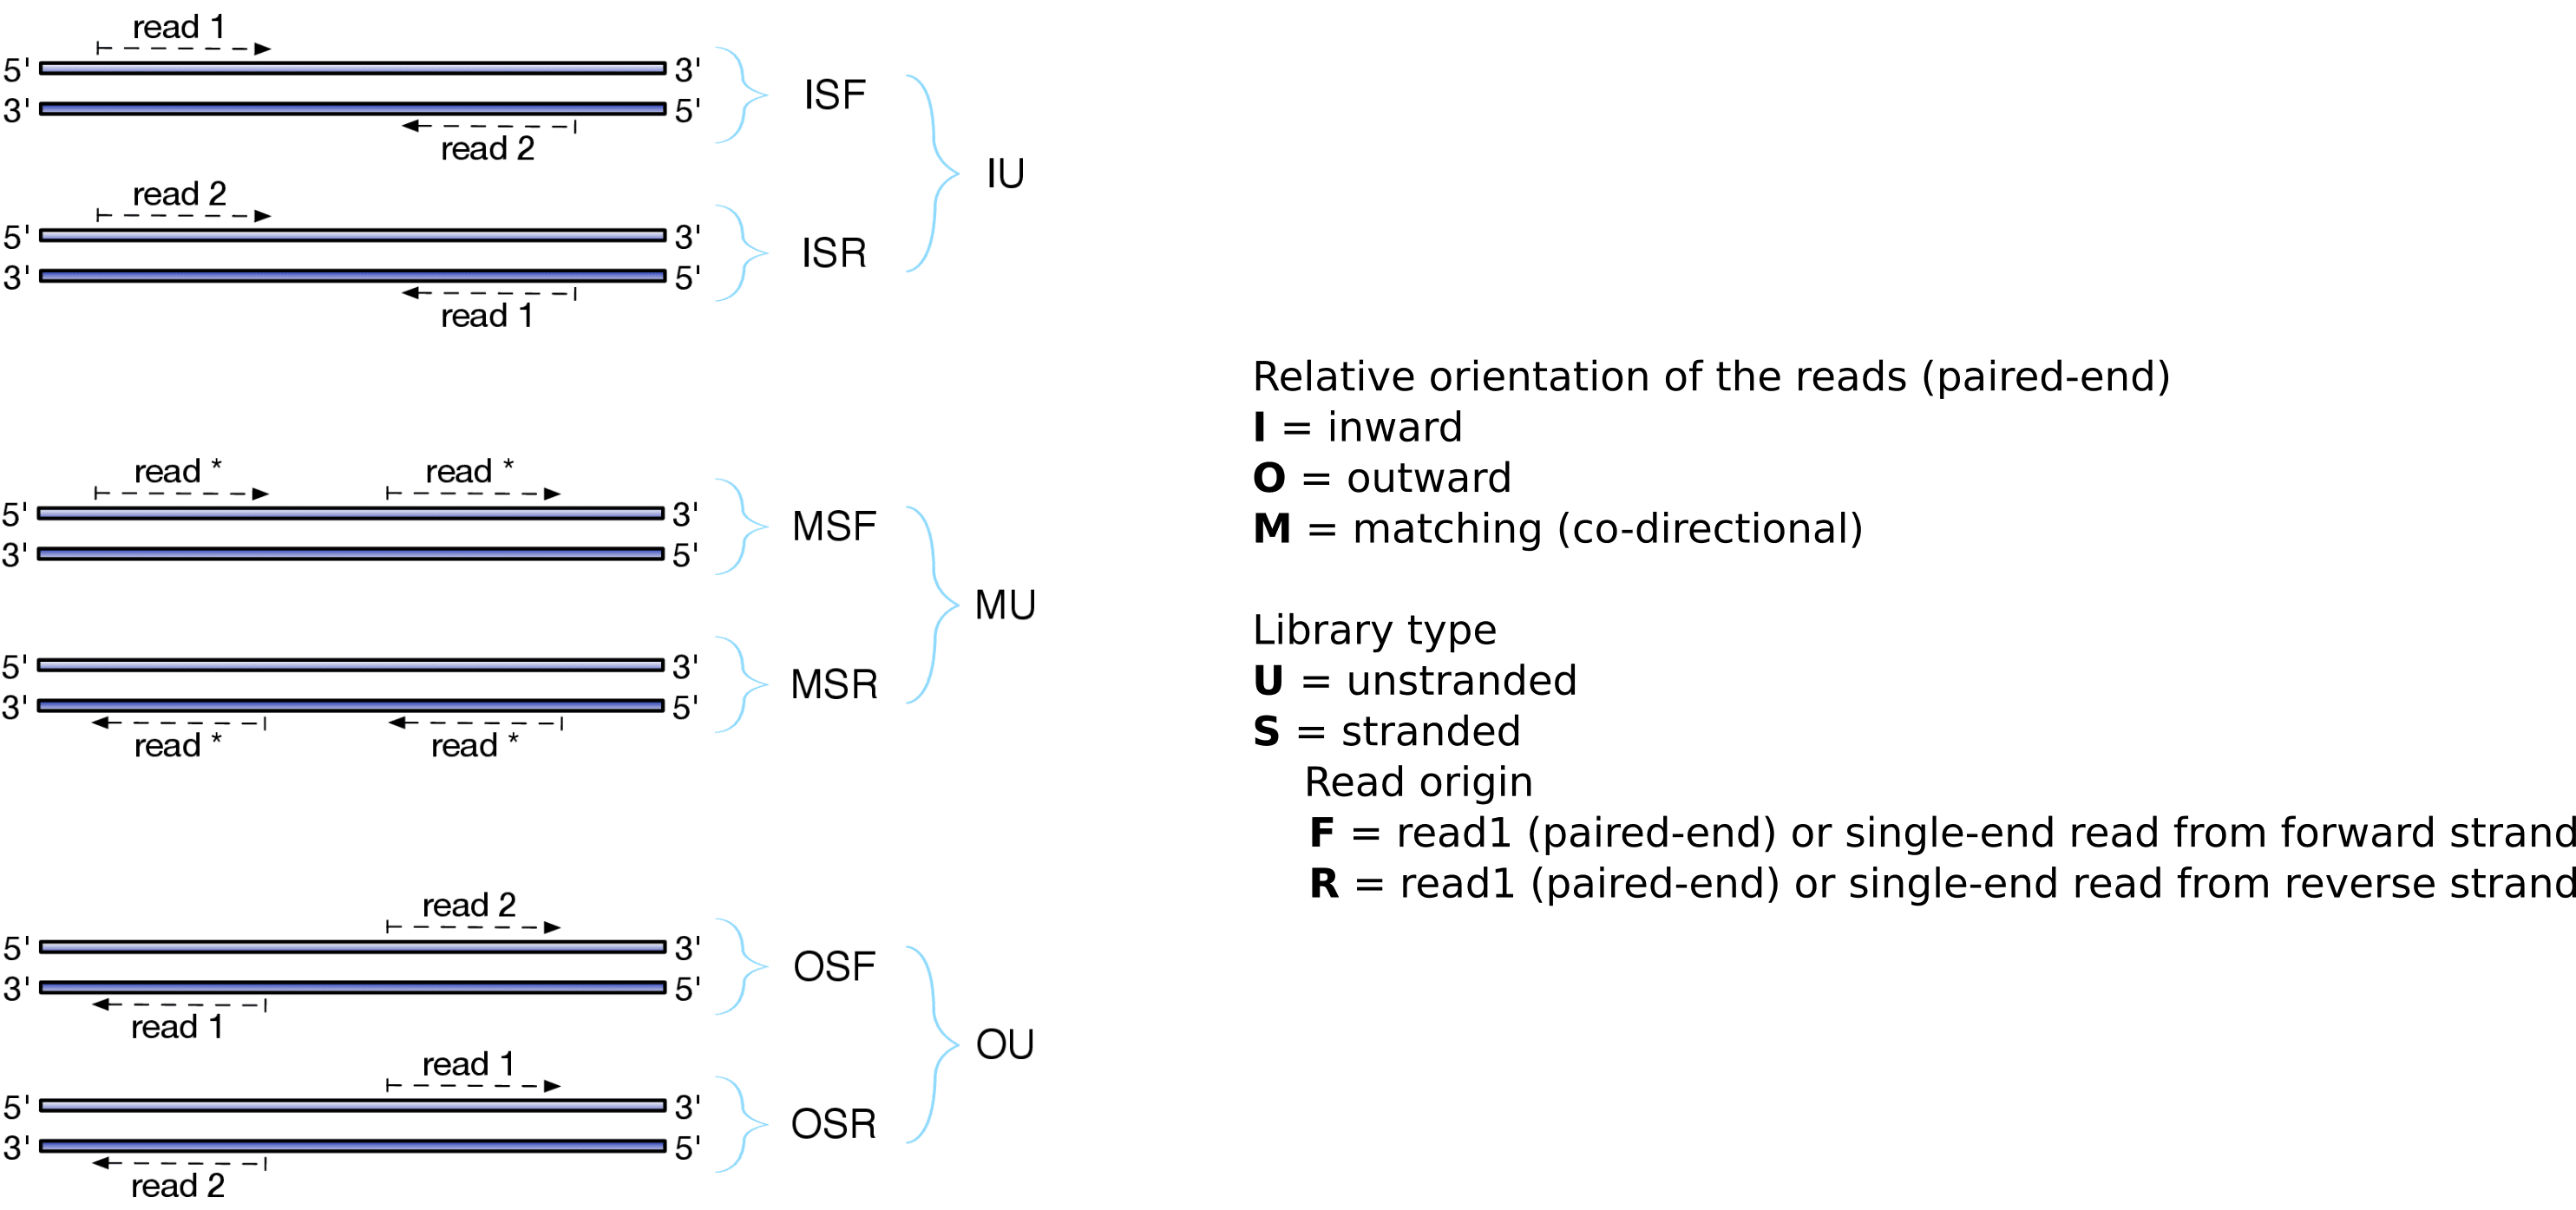 read 1
5' 3'
3' 5'
read 2
ISF
read 2
5' 3'
3' 5'
read 1
ISR
IU
read * read *
5' 3'
3' 5'
MSF
5' 3'
3' 5'
read * read *
MSR
MU
read 2
5' 3'
3' 5'
read 1
OSF
read 1
5' 3'
3' 5'
read 2
OSR
OU
Relative orientation of the reads (paired-end)
I = inward
O = outward
M = matching (co-directional)
Library type
U = unstranded
S = stranded
Read origin
F = read1 (paired-end) or single-end read from forward strand
R = read1 (paired-end) or single-end read from reverse strand